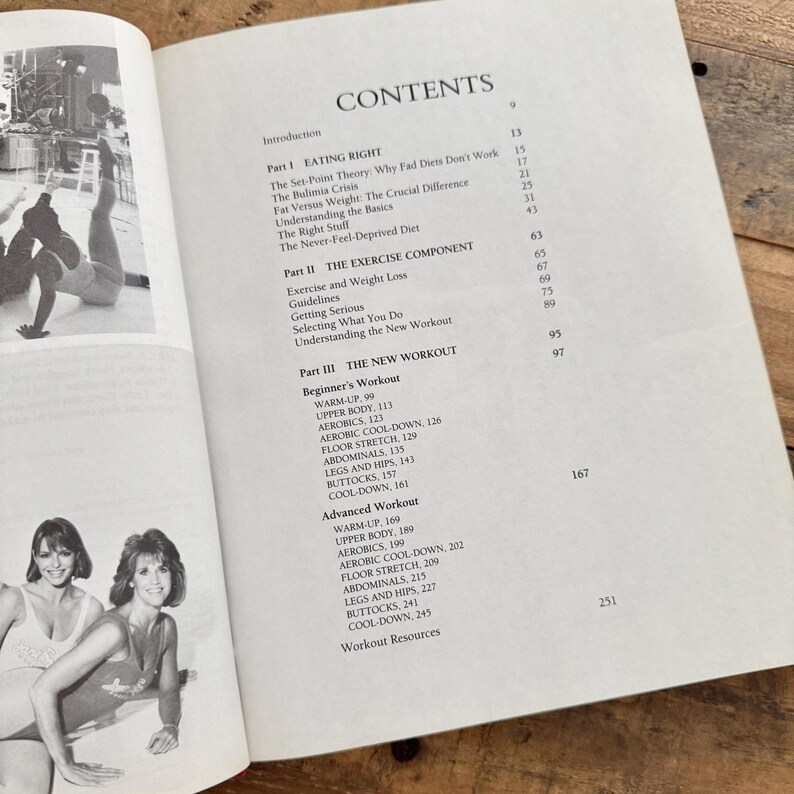 CONTENTS
Introduction 9
Part I EATING RIGHT 13
The Set-Point Theory: Why Fad Diets Don't Work 15
The Bulimia Crisis 17
Fat Versus Weight: The Crucial Difference 21
Understanding the Basics 25
The Right Stuff 31
The Never-Feel-Deprived Diet 43
Part II THE EXERCISE COMPONENT 63
Exercise and Weight Loss 65
Guidelines 67
Getting Serious 69
Selecting What You Do 75
Understanding the New Workout 89
Part III THE NEW WORKOUT 95
Beginner's Workout 97
WARM-UP, 99
UPPER BODY, 113
AEROBICS, 123
AEROBIC COOL-DOWN, 126
FLOOR STRETCH, 129
ABDOMINALS, 135
LEGS AND HIPS, 143
BUTTOCKS, 157
COOL-DOWN, 161
Advanced Workout 167
WARM-UP, 169
UPPER BODY, 189
AEROBICS, 199
AEROBIC COOL-DOWN, 202
FLOOR STRETCH, 209
ABDOMINALS, 215
LEGS AND HIPS, 227
BUTTOCKS, 241
COOL-DOWN, 245
Workout Resources 251